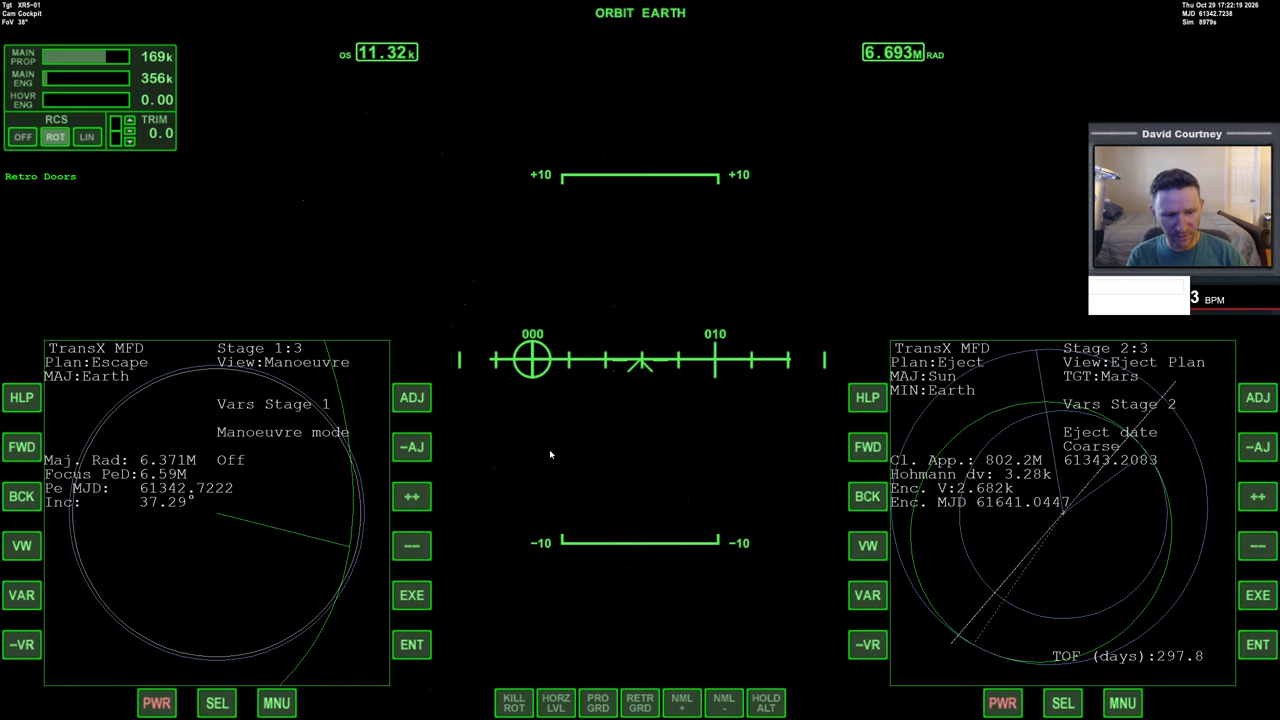 Tgt XR5-01
Cam Cockpit
FoV 38°
ORBIT EARTH
Thu Oct 29 17:22:19 2026
MJD 61342.7238
Sim 8979s
OS 11.32k
6.693M RAD
MAIN PROP 169k
MAIN ENG 356k
HOVR ENG 0.00
RCS
TRIM
OFF ROT LIN
0.0
Retro Doors
David Courtney
3 BPM
+10 +10
000 010
-10 -10
TransX MFD Stage 1:3
Plan:Escape View:Manoeuvre
MAJ:Earth
Vars Stage 1
Manoeuvre mode
Maj. Rad: 6.371M Off
Focus PeD:6.59M
Pe MJD: 61342.7222
Inc: 37.29°
HLP
FWD
BCK
VW
VAR
-VR
ADJ
-AJ
++
--
EXE
ENT
PWR SEL MNU
KILL ROT
HORZ LVL
PRO GRD
RETR GRD
NML +
NML -
HOLD ALT
TransX MFD Stage 2:3
Plan:Eject View:Eject Plan
MAJ:Sun TGT:Mars
MIN:Earth
Vars Stage 2
Eject date
Coarse
Cl. App.: 802.2M 61343.2083
Hohmann dv: 3.28k
Enc. V:2.682k
Enc. MJD 61641.0447
TOF (days):297.8
HLP
FWD
BCK
VW
VAR
-VR
ADJ
-AJ
++
--
EXE
ENT
PWR SEL MNU